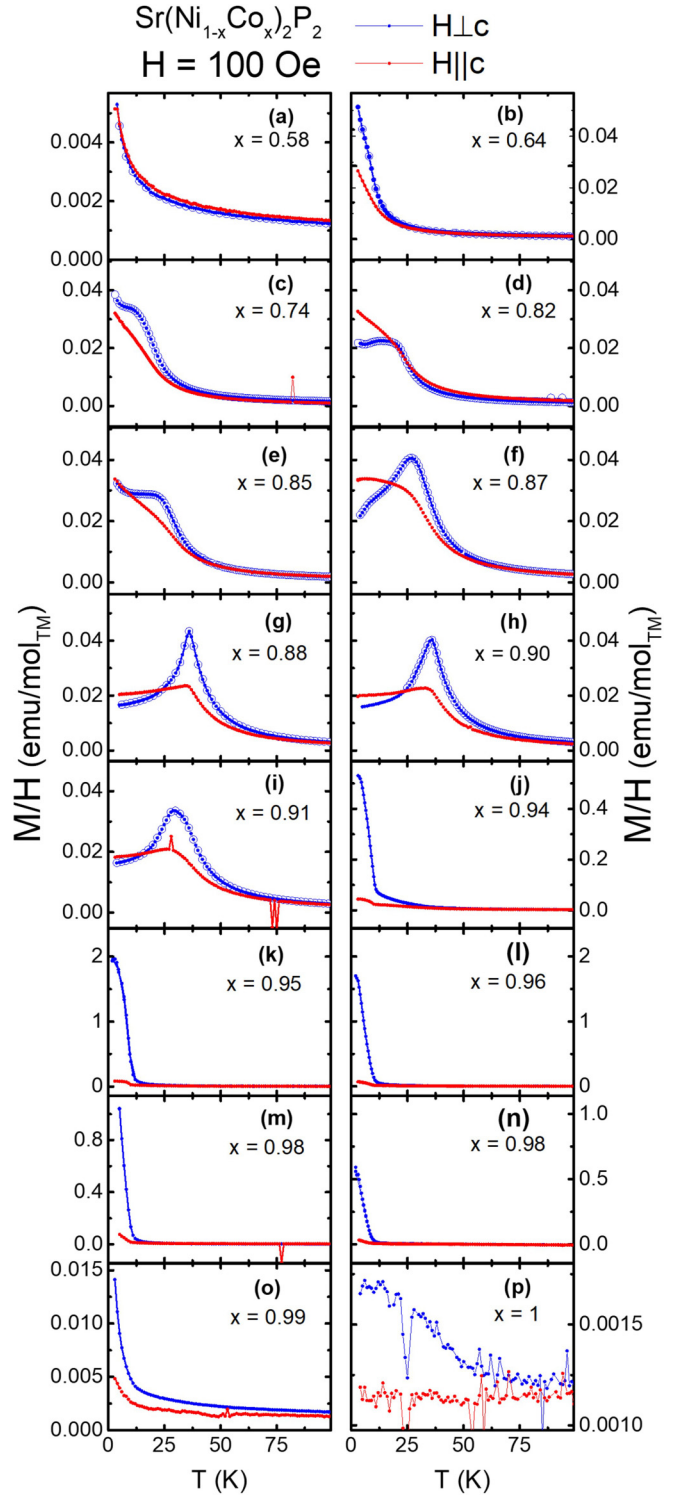 Sr(Ni1-xCox)2P2
H = 100 Oe
H⊥c
H||c
(a)
x = 0.58
0.004
0.002
0.000
(b)
x = 0.64
0.04
0.02
0.00
(c)
x = 0.74
0.04
0.02
0.00
(d)
x = 0.82
0.04
0.02
0.00
(e)
x = 0.85
0.04
0.02
0.00
(f)
x = 0.87
0.04
0.02
0.00
(g)
x = 0.88
0.04
0.02
0.00
(h)
x = 0.90
0.04
0.02
0.00
(i)
x = 0.91
0.04
0.02
0.00
(j)
x = 0.94
0.4
0.2
0.0
(k)
x = 0.95
2
1
0
(l)
x = 0.96
2
1
0
(m)
x = 0.98
0.8
0.4
0.0
(n)
x = 0.98
1.0
0.5
0.0
(o)
x = 0.99
0.015
0.010
0.005
0.000
(p)
x = 1
0.0015
0.0010
M/H (emu/molTM)
M/H (emu/molTM)
0 25 50 75
0 25 50 75
T (K)
T (K)